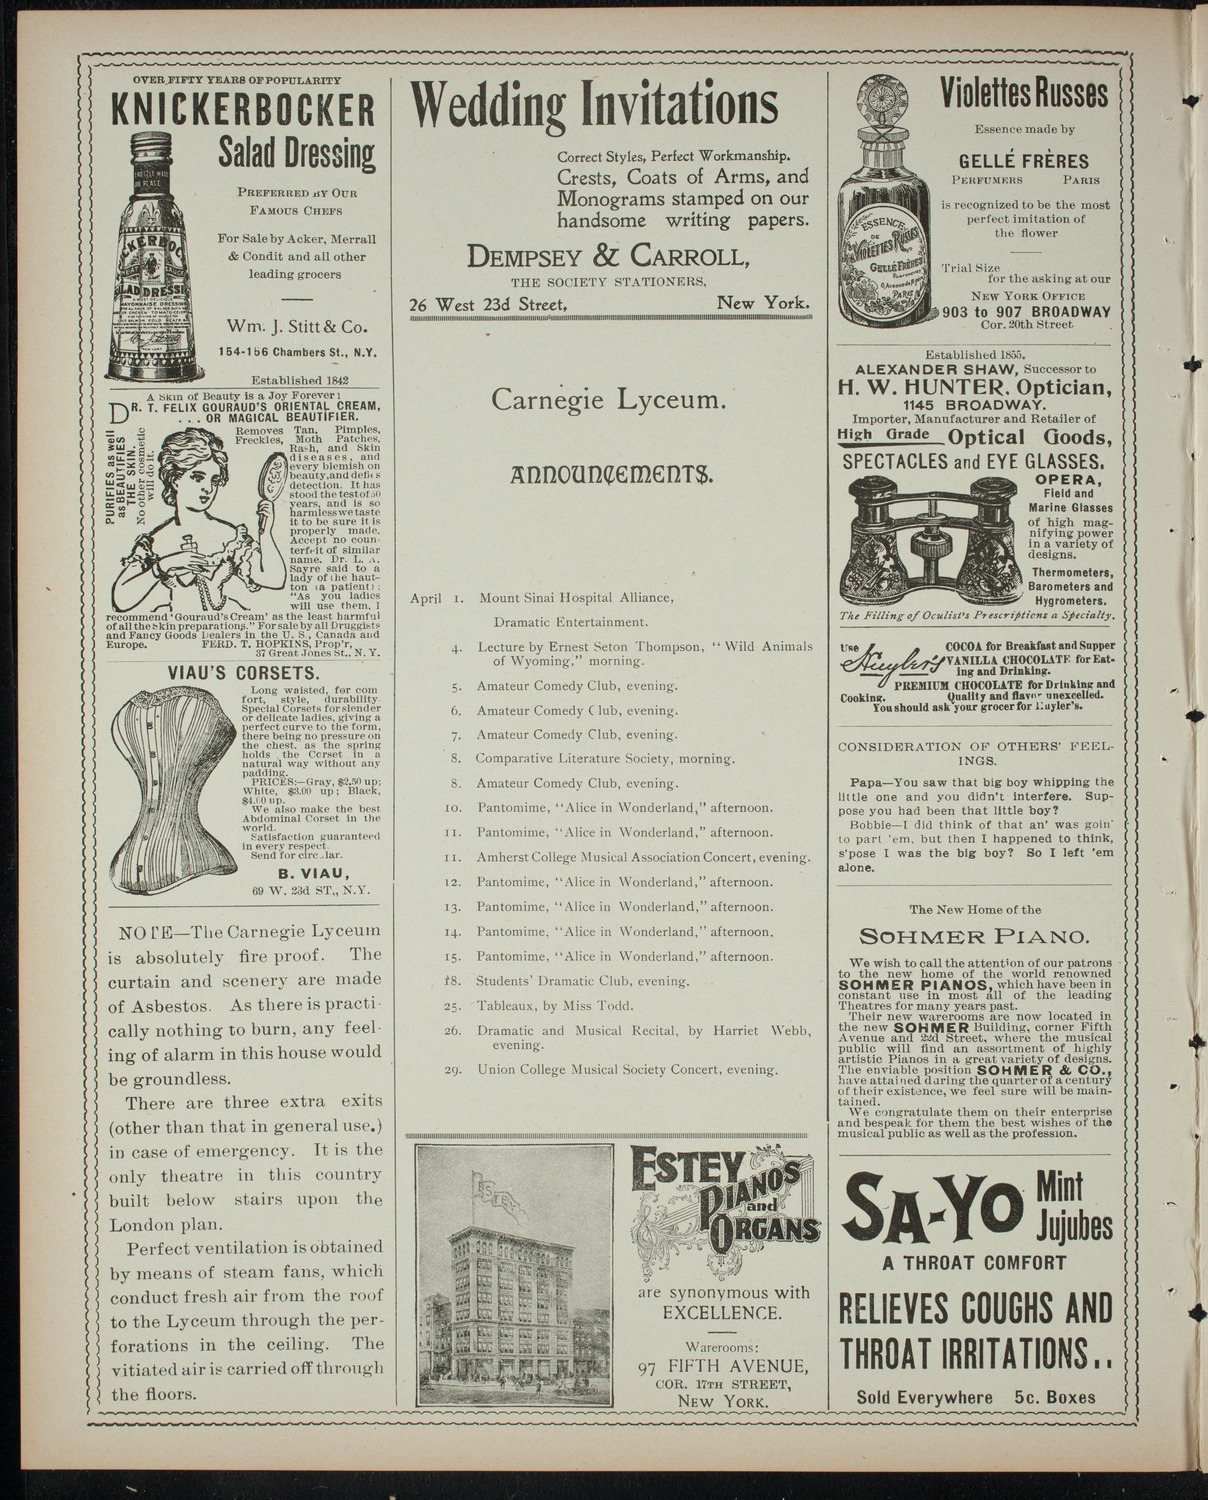 OVER FIFTY YEARS OF POPULARITY
KNICKERBOCKER
Salad Dressing
PREFERRED BY OUR
FAMOUS CHEFS
For Sale by Acker, Merrall
& Condit and all other
leading grocers
Wm. J. Stitt & Co.
154-156 Chambers St., N.Y.
Established 1842
A Skin of Beauty is a Joy Forever
DR. T. FELIX GOURAUD'S ORIENTAL CREAM,
. . . OR MAGICAL BEAUTIFIER.
PURIFIES as well
as BEAUTIFIES
THE SKIN.
No other cosmetic
will do it.
Removes Tan, Pimples,
Freckles, Moth Patches,
Rash, and Skin
diseases, and
every blemish on
beauty, and defies
detection. It has
stood the test of 50
years, and is so
harmless we taste
it to be sure it is
properly made.
Accept no coun-
terfeit of similar
name. Dr. L. A.
Sayre said to a
lady of the haut-
ton (a patient):
"As you ladies
will use them, I
recommend 'Gouraud's Cream' as the least harmful
of all the skin preparations." For sale by all Druggists
and Fancy Goods Dealers in the U. S., Canada and
Europe. FERD. T. HOPKINS, Prop'r,
37 Great Jones St., N. Y.
VIAU'S CORSETS.
Long waisted, for com
fort, style, durability.
Special Corsets for slender
or delicate ladies, giving a
perfect curve to the form,
there being no pressure on
the chest, as the spring
holds the Corset in a
natural way without any
padding.
PRICES:—Gray, $2.50 up;
White, $3.00 up; Black,
$4.00 up.
We also make the best
Abdominal Corset in the
world.
Satisfaction guaranteed
in every respect.
Send for circular.
B. VIAU,
69 W. 23d ST., N.Y.
NOTE—The Carnegie Lyceum
is absolutely fire proof. The
curtain and scenery are made
of Asbestos. As there is practi-
cally nothing to burn, any feel-
ing of alarm in this house would
be groundless.
There are three extra exits
(other than that in general use,)
in case of emergency. It is the
only theatre in this country
built below stairs upon the
London plan.
Perfect ventilation is obtained
by means of steam fans, which
conduct fresh air from the roof
to the Lyceum through the per-
forations in the ceiling. The
vitiated air is carried off through
the floors.
Wedding Invitations
Correct Styles, Perfect Workmanship.
Crests, Coats of Arms, and
Monograms stamped on our
handsome writing papers.
DEMPSEY & CARROLL,
THE SOCIETY STATIONERS,
26 West 23d Street, New York.
Carnegie Lyceum.
ANNOUNCEMENTS.
April 1. Mount Sinai Hospital Alliance,
Dramatic Entertainment.
4. Lecture by Ernest Seton Thompson, "Wild Animals
of Wyoming," morning.
5. Amateur Comedy Club, evening.
6. Amateur Comedy Club, evening.
7. Amateur Comedy Club, evening.
8. Comparative Literature Society, morning.
8. Amateur Comedy Club, evening.
10. Pantomime, "Alice in Wonderland," afternoon.
11. Pantomime, "Alice in Wonderland," afternoon.
11. Amherst College Musical Association Concert, evening.
12. Pantomime, "Alice in Wonderland," afternoon.
13. Pantomime, "Alice in Wonderland," afternoon.
14. Pantomime, "Alice in Wonderland," afternoon.
15. Pantomime, "Alice in Wonderland," afternoon.
18. Students' Dramatic Club, evening.
25. Tableaux, by Miss Todd.
26. Dramatic and Musical Recital, by Harriet Webb,
evening.
29. Union College Musical Society Concert, evening.
ESTEY
ESTEY
PIANOS
and
ORGANS
are synonymous with
EXCELLENCE.
Warerooms:
97 FIFTH AVENUE,
COR. 17TH STREET,
NEW YORK.
Violettes Russes
Essence made by
GELLÉ FRÈRES
PERFUMERS PARIS
is recognized to be the most
perfect imitation of
the flower
Trial Size
for the asking at our
NEW YORK OFFICE
903 to 907 BROADWAY
Cor. 20th Street
ESSENCE
DE
VIOLETTES RUSSES
GELLÉ FRÈRES
PARIS
Established 1855.
ALEXANDER SHAW, Successor to
H. W. HUNTER, Optician,
1145 BROADWAY.
Importer, Manufacturer and Retailer of
High Grade Optical Goods,
SPECTACLES and EYE GLASSES,
OPERA,
Field and
Marine Glasses
of high mag-
nifying power
in a variety of
designs.
Thermometers,
Barometers and
Hygrometers.
The Filling of Oculist's Prescriptions a Specialty.
Use Huyler's COCOA for Breakfast and Supper
VANILLA CHOCOLATE for Eat-
ing and Drinking.
PREMIUM CHOCOLATE for Drinking and
Cooking. Quality and flavor unexcelled.
You should ask your grocer for Huyler's.
CONSIDERATION OF OTHERS' FEEL-
INGS.
Papa—You saw that big boy whipping the
little one and you didn't interfere. Sup-
pose you had been that little boy?
Bobbie—I did think of that an' was goin'
to part 'em, but then I happened to think,
s'pose I was the big boy? So I left 'em
alone.
The New Home of the
SOHMER PIANO.
We wish to call the attention of our patrons
to the new home of the world renowned
SOHMER PIANOS, which have been in
constant use in most all of the leading
Theatres for many years past.
Their new warerooms are now located in
the new SOHMER Building, corner Fifth
Avenue and 22d Street, where the musical
public will find an assortment of highly
artistic Pianos in a great variety of designs.
The enviable position SOHMER & CO.,
have attained during the quarter of a century
of their existence, we feel sure will be main-
tained.
We congratulate them on their enterprise
and bespeak for them the best wishes of the
musical public as well as the profession.
SA-YO Mint
Jujubes
A THROAT COMFORT
RELIEVES COUGHS AND
THROAT IRRITATIONS..
Sold Everywhere 5c. Boxes